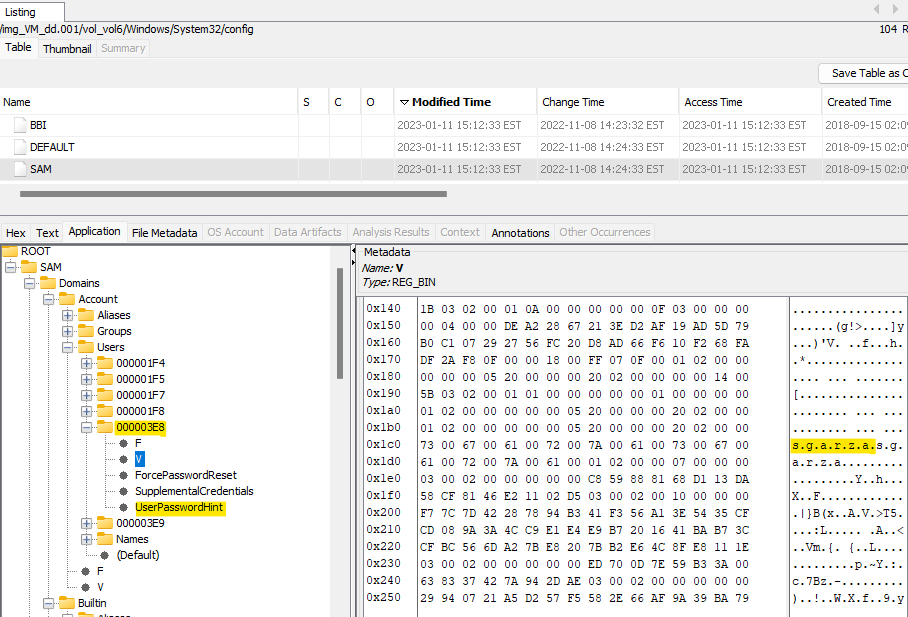 Listing
/img_VM_dd.001/vol_vol6/Windows/System32/config
104 R
Table Thumbnail Summary
Save Table as C
Name S C O Modified Time Change Time Access Time Created Time
BBI 2023-01-11 15:12:33 EST 2022-11-08 14:23:32 EST 2023-01-11 15:12:33 EST 2018-09-15 02:09
DEFAULT 2023-01-11 15:12:33 EST 2022-11-08 14:24:33 EST 2023-01-11 15:12:33 EST 2018-09-15 02:09
SAM 2023-01-11 15:12:33 EST 2022-11-08 14:24:33 EST 2023-01-11 15:12:33 EST 2018-09-15 02:09
Hex Text Application File Metadata OS Account Data Artifacts Analysis Results Context Annotations Other Occurrences
ROOT
SAM
Domains
Account
Aliases
Groups
Users
000001F4
000001F5
000001F7
000001F8
000003E8
F
V
ForcePasswordReset
SupplementalCredentials
UserPasswordHint
000003E9
Names
(Default)
F
V
Builtin
Aliases
Metadata
Name: V
Type: REG_BIN
0x140 1B 03 02 00 01 0A 00 00 00 00 00 0F 03 00 00 00 ................
0x150 00 04 00 00 DE A2 28 67 21 3E D2 AF 19 AD 5D 79 ......(g!>....]y
0x160 B0 C1 07 29 27 56 FC 20 D8 AD 66 F6 10 F2 68 FA ...)'V. ..f...h.
0x170 DF 2A F8 0F 00 00 18 00 FF 07 0F 00 01 02 00 00 .*..............
0x180 00 00 00 05 20 00 00 00 20 02 00 00 00 00 14 00 .... ... .......
0x190 5B 03 02 00 01 01 00 00 00 00 00 01 00 00 00 00 [...............
0x1a0 01 02 00 00 00 00 00 05 20 00 00 00 20 02 00 00 ........ ... ...
0x1b0 01 02 00 00 00 00 00 05 20 00 00 00 20 02 00 00 ........ ... ...
0x1c0 73 00 67 00 61 00 72 00 7A 00 61 00 73 00 67 00 s.g.a.r.z.a.s.g.
0x1d0 61 00 72 00 7A 00 61 00 01 02 00 00 07 00 00 00 a.r.z.a.........
0x1e0 03 00 02 00 00 00 00 00 C8 59 88 81 68 D1 13 DA .........Y..h...
0x1f0 58 CF 81 46 E2 11 02 D5 03 00 02 00 10 00 00 00 X..F............
0x200 F7 7C 7D 42 28 78 94 B3 41 F3 56 A1 3E 54 35 CF .|}B(x..A.V.>T5.
0x210 CD 08 9A 3A 4C C9 E1 E4 E9 B7 20 16 41 BA B7 3C ...:L..... .A..<
0x220 CF BC 56 6D A2 7B E8 20 7B B2 E6 4C 8F E8 11 1E ..Vm.{. {..L....
0x230 03 00 02 00 00 00 00 00 ED 70 0D 7E 59 B3 3A 00 .........p.~Y.:.
0x240 63 83 37 42 7A 94 2D AE 03 00 02 00 00 00 00 00 c.7Bz.-.........
0x250 29 94 07 21 A5 D2 57 F5 58 2E 66 AF 9A 39 BA 79 )..!..W.X.f..9.y